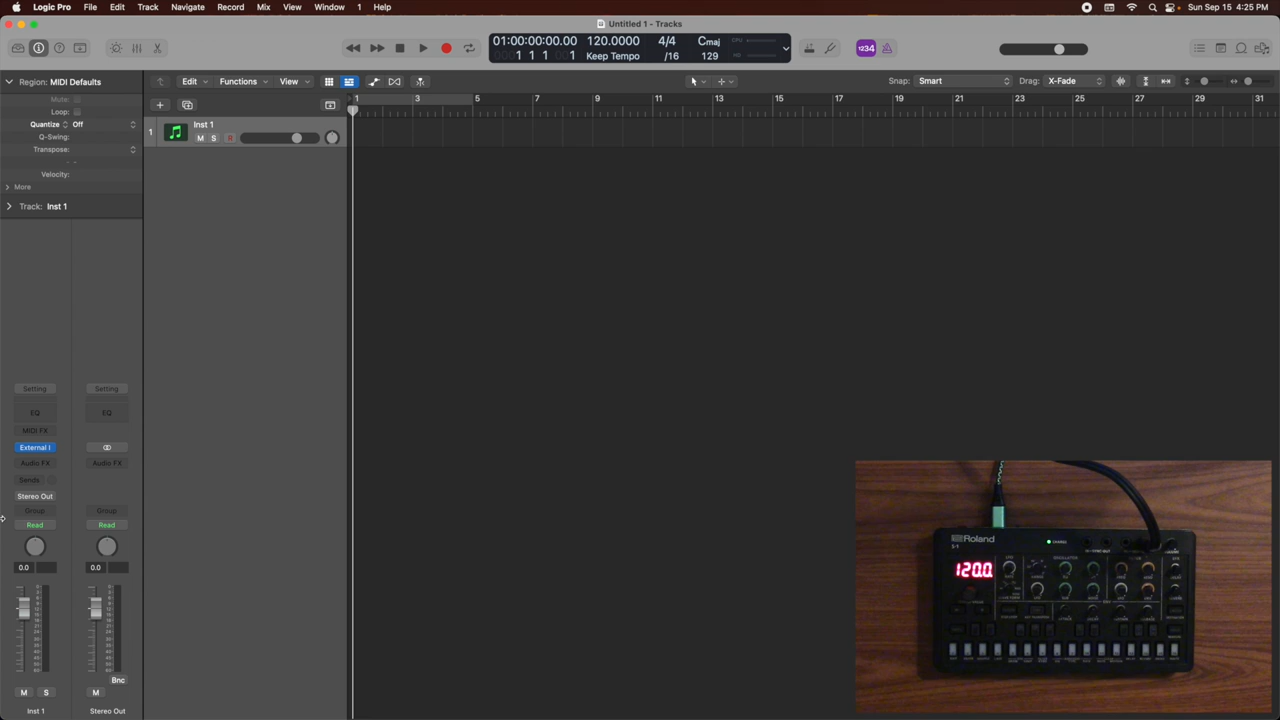 Logic Pro File Edit Track Navigate Record Mix View Window 1 Help
Sun Sep 15 4:25 PM
Untitled 1 - Tracks
01:00:00:00.00 120.0000 4/4 Cmaj
1 1 1 1 Keep Tempo /16 129
CPU
HD
1234
Region: MIDI Defaults
Edit Functions View
Snap: Smart
Drag: X-Fade
Mute:
Loop:
Quantize Off
Q-Swing:
Transpose:
Velocity:
More
Track: Inst 1
1 3 5 7 9 11 13 15 17 19 21 23 25 27 29 31
1 Inst 1
M S R
Setting Setting
EQ EQ
MIDI FX
External I
Audio FX Audio FX
Sends
Stereo Out
Group Group
Read Read
0.0 0.0
Bnc
M S M
Inst 1 Stereo Out
Roland
S-1
120.0